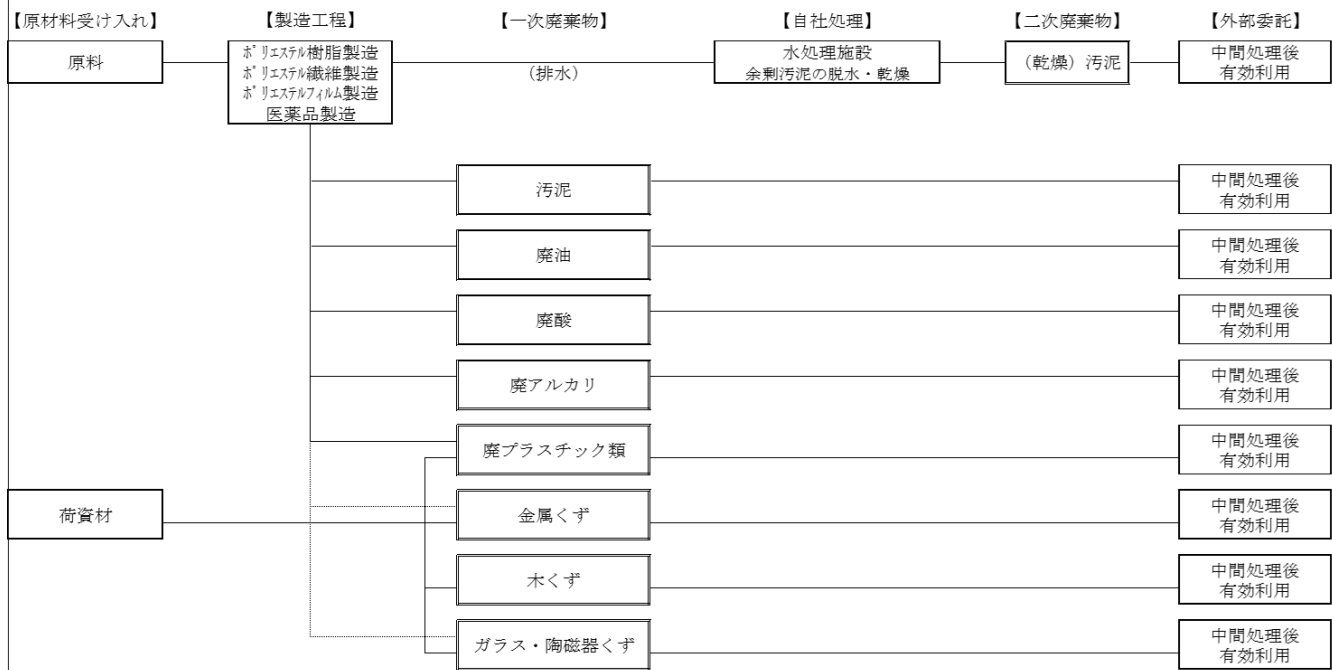 【原材料受け入れ】 【製造工程】 【一次廃棄物】 【自社処理】 【二次廃棄物】 【外部委託】
原料
ﾎﾟﾘｴｽﾃﾙ樹脂製造
ﾎﾟﾘｴｽﾃﾙ繊維製造
ﾎﾟﾘｴｽﾃﾙﾌｨﾙﾑ製造
医薬品製造
(排水)
水処理施設
余剰汚泥の脱水・乾燥
(乾燥)汚泥
中間処理後
有効利用
汚泥
中間処理後
有効利用
廃油
中間処理後
有効利用
廃酸
中間処理後
有効利用
廃アルカリ
中間処理後
有効利用
廃プラスチック類
中間処理後
有効利用
荷資材
金属くず
中間処理後
有効利用
木くず
中間処理後
有効利用
ガラス・陶磁器くず
中間処理後
有効利用